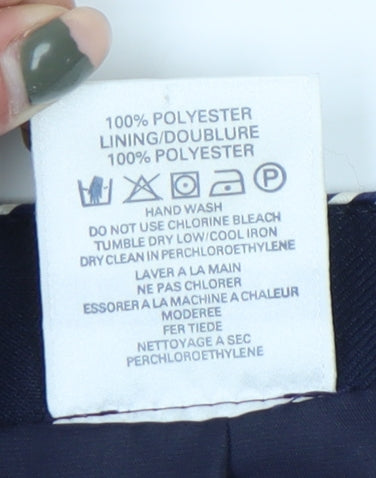 100% POLYESTER
LINING/DOUBLURE
100% POLYESTER
P
HAND WASH
DO NOT USE CHLORINE BLEACH
TUMBLE DRY LOW/COOL IRON
DRY CLEAN IN PERCHLOROETHYLENE
LAVER A LA MAIN
NE PAS CHLORER
ESSORER A LA MACHINE A CHALEUR
MODEREE
FER TIEDE
NETTOYAGE A SEC
PERCHLOROETHYLENE